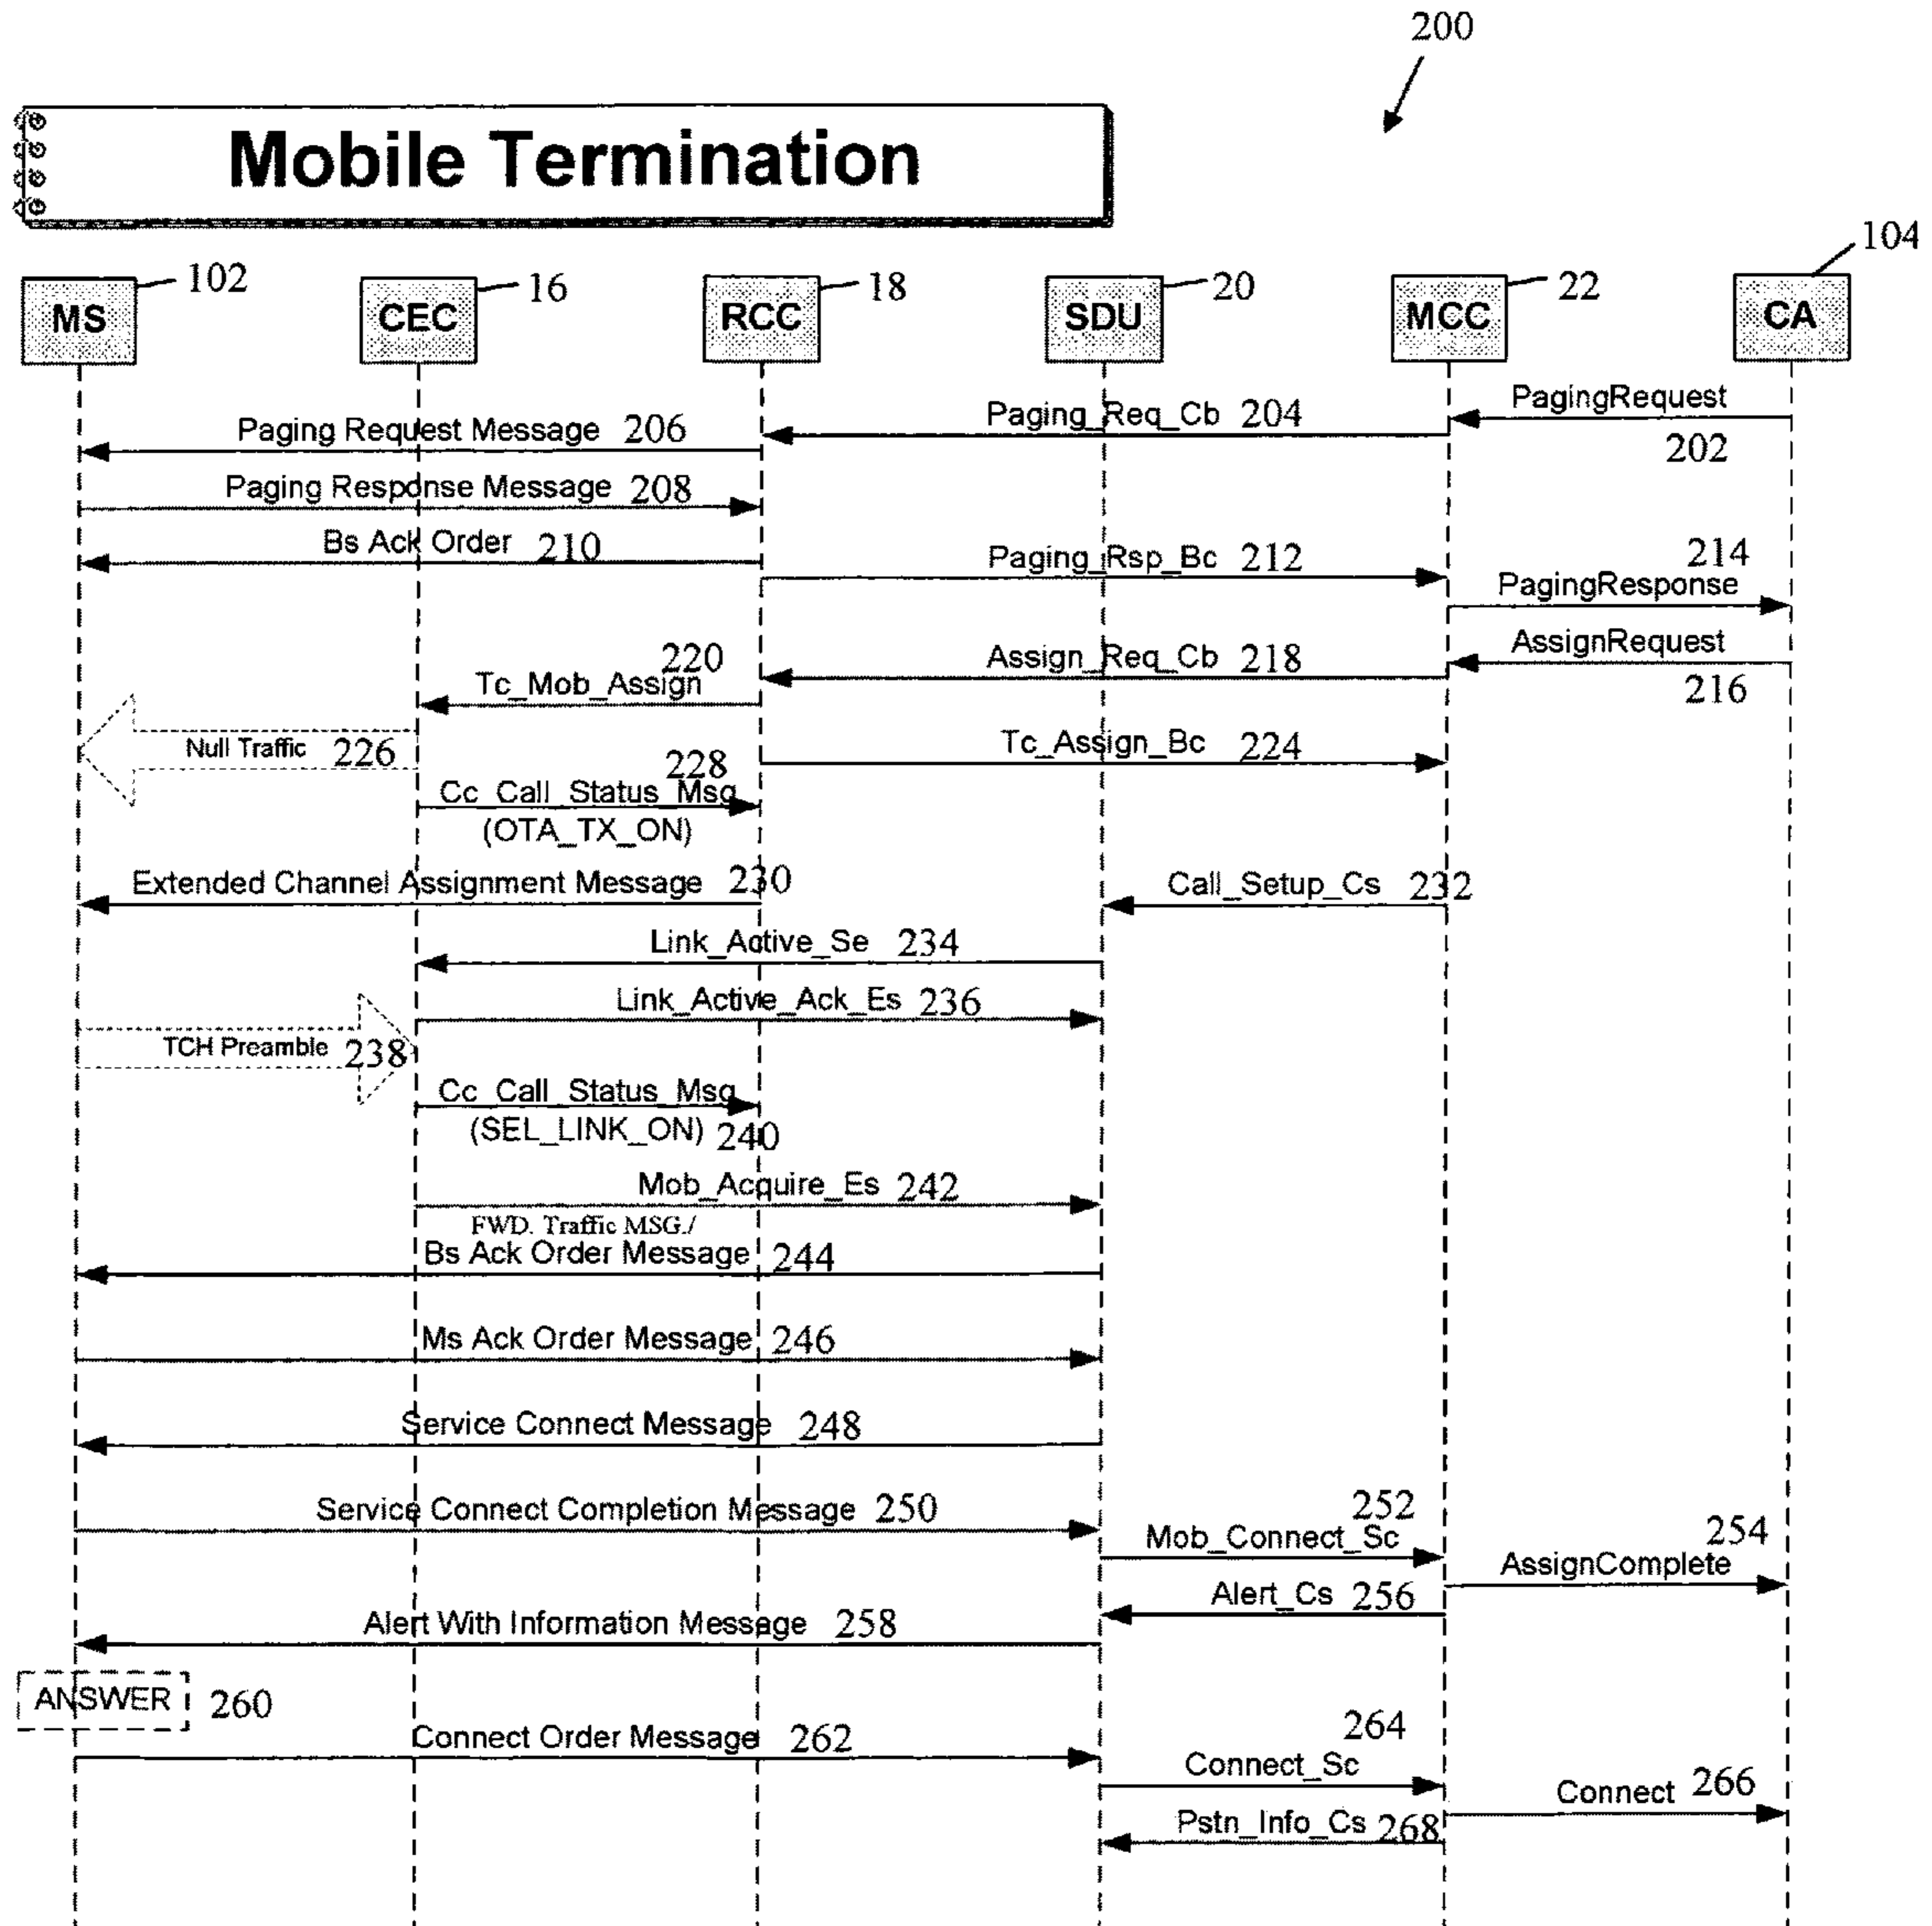 200
Mobile Termination
104
102
16
18
20
22
MS
CEC
RCC
SDU
MCC
CA
PagingRequest
Paging_Req_Cb 204
Paging Request Message 206
202
Paging Response Message 208
Bs Ack Order 210
Paging_Rsp_Bc 212
214
PagingResponse
AssignRequest
Assign_Req_Cb 218
220
Tc_Mob_Assign
216
Null Traffic 226
Tc_Assign_Bc 224
228
Cc_Call_Status_Msg
(OTA_TX_ON)
Extended Channel Assignment Message 230
Call_Setup_Cs 232
Link_Active_Se 234
Link_Active_Ack_Es 236
TCH Preamble 238
Cc_Call_Status_Msg
(SEL_LINK_ON) 240
Mob_Acquire_Es 242
FWD. Traffic MSG./
Bs Ack Order Message 244
Ms Ack Order Message 246
Service Connect Message 248
Service Connect Completion Message 250
252
Mob_Connect_Sc
254
AssignComplete
Alert_Cs 256
Alert With Information Message 258
ANSWER 260
Connect Order Message 262
264
Connect_Sc
Connect 266
Pstn_Info_Cs 268